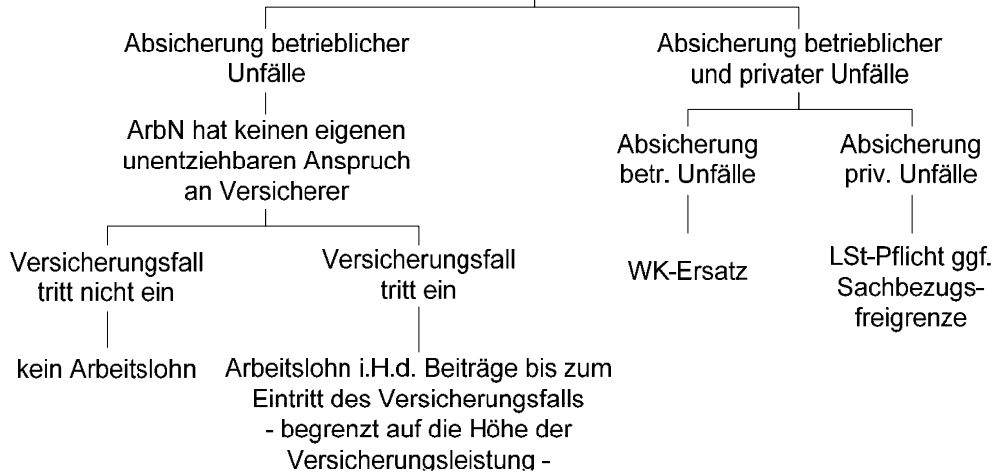 Absicherung betrieblicher
Unfälle
ArbN hat keinen eigenen
unentziehbaren Anspruch
an Versicherer
Versicherungsfall
tritt nicht ein
kein Arbeitslohn
Versicherungsfall
tritt ein
Arbeitslohn i.H.d. Beiträge bis zum
Eintritt des Versicherungsfalls
- begrenzt auf die Höhe der
Versicherungsleistung -
Absicherung betrieblicher
und privater Unfälle
Absicherung
betr. Unfälle
WK-Ersatz
Absicherung
priv. Unfälle
LSt-Pflicht ggf.
Sachbezugs-
freigrenze